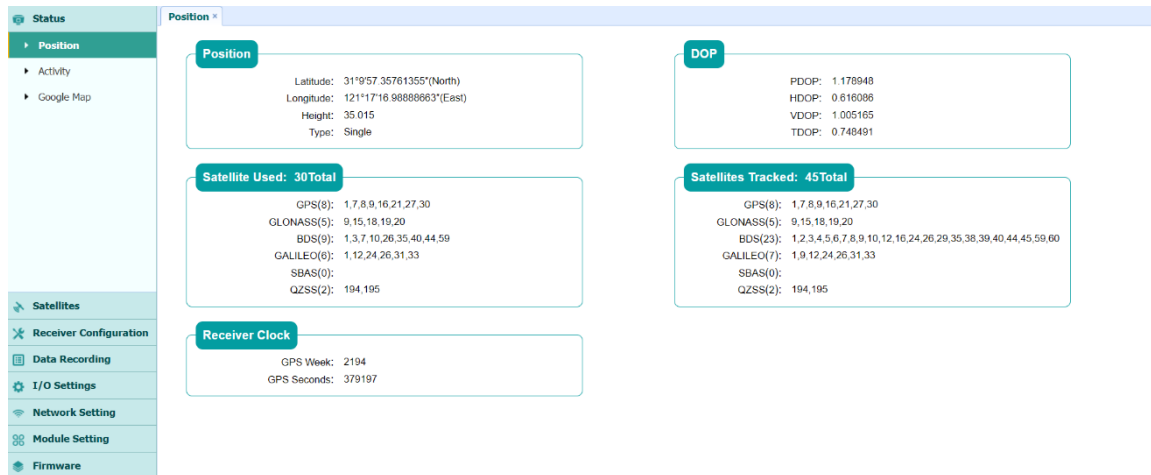 Status
Position
Activity
Google Map
Satellites
Receiver Configuration
Data Recording
I/O Settings
Network Setting
Module Setting
Firmware
Position ×
Position
Latitude: 31°9'57.35761355"(North)
Longitude: 121°17'16.98888663"(East)
Height: 35.015
Type: Single
DOP
PDOP: 1.178948
HDOP: 0.616086
VDOP: 1.005165
TDOP: 0.748491
Satellite Used: 30Total
GPS(8): 1,7,8,9,16,21,27,30
GLONASS(5): 9,15,18,19,20
BDS(9): 1,3,7,10,26,35,40,44,59
GALILEO(6): 1,12,24,26,31,33
SBAS(0):
QZSS(2): 194,195
Satellites Tracked: 45Total
GPS(8): 1,7,8,9,16,21,27,30
GLONASS(5): 9,15,18,19,20
BDS(23): 1,2,3,4,5,6,7,8,9,10,12,16,24,26,29,35,38,39,40,44,45,59,60
GALILEO(7): 1,9,12,24,26,31,33
SBAS(0):
QZSS(2): 194,195
Receiver Clock
GPS Week: 2194
GPS Seconds: 379197